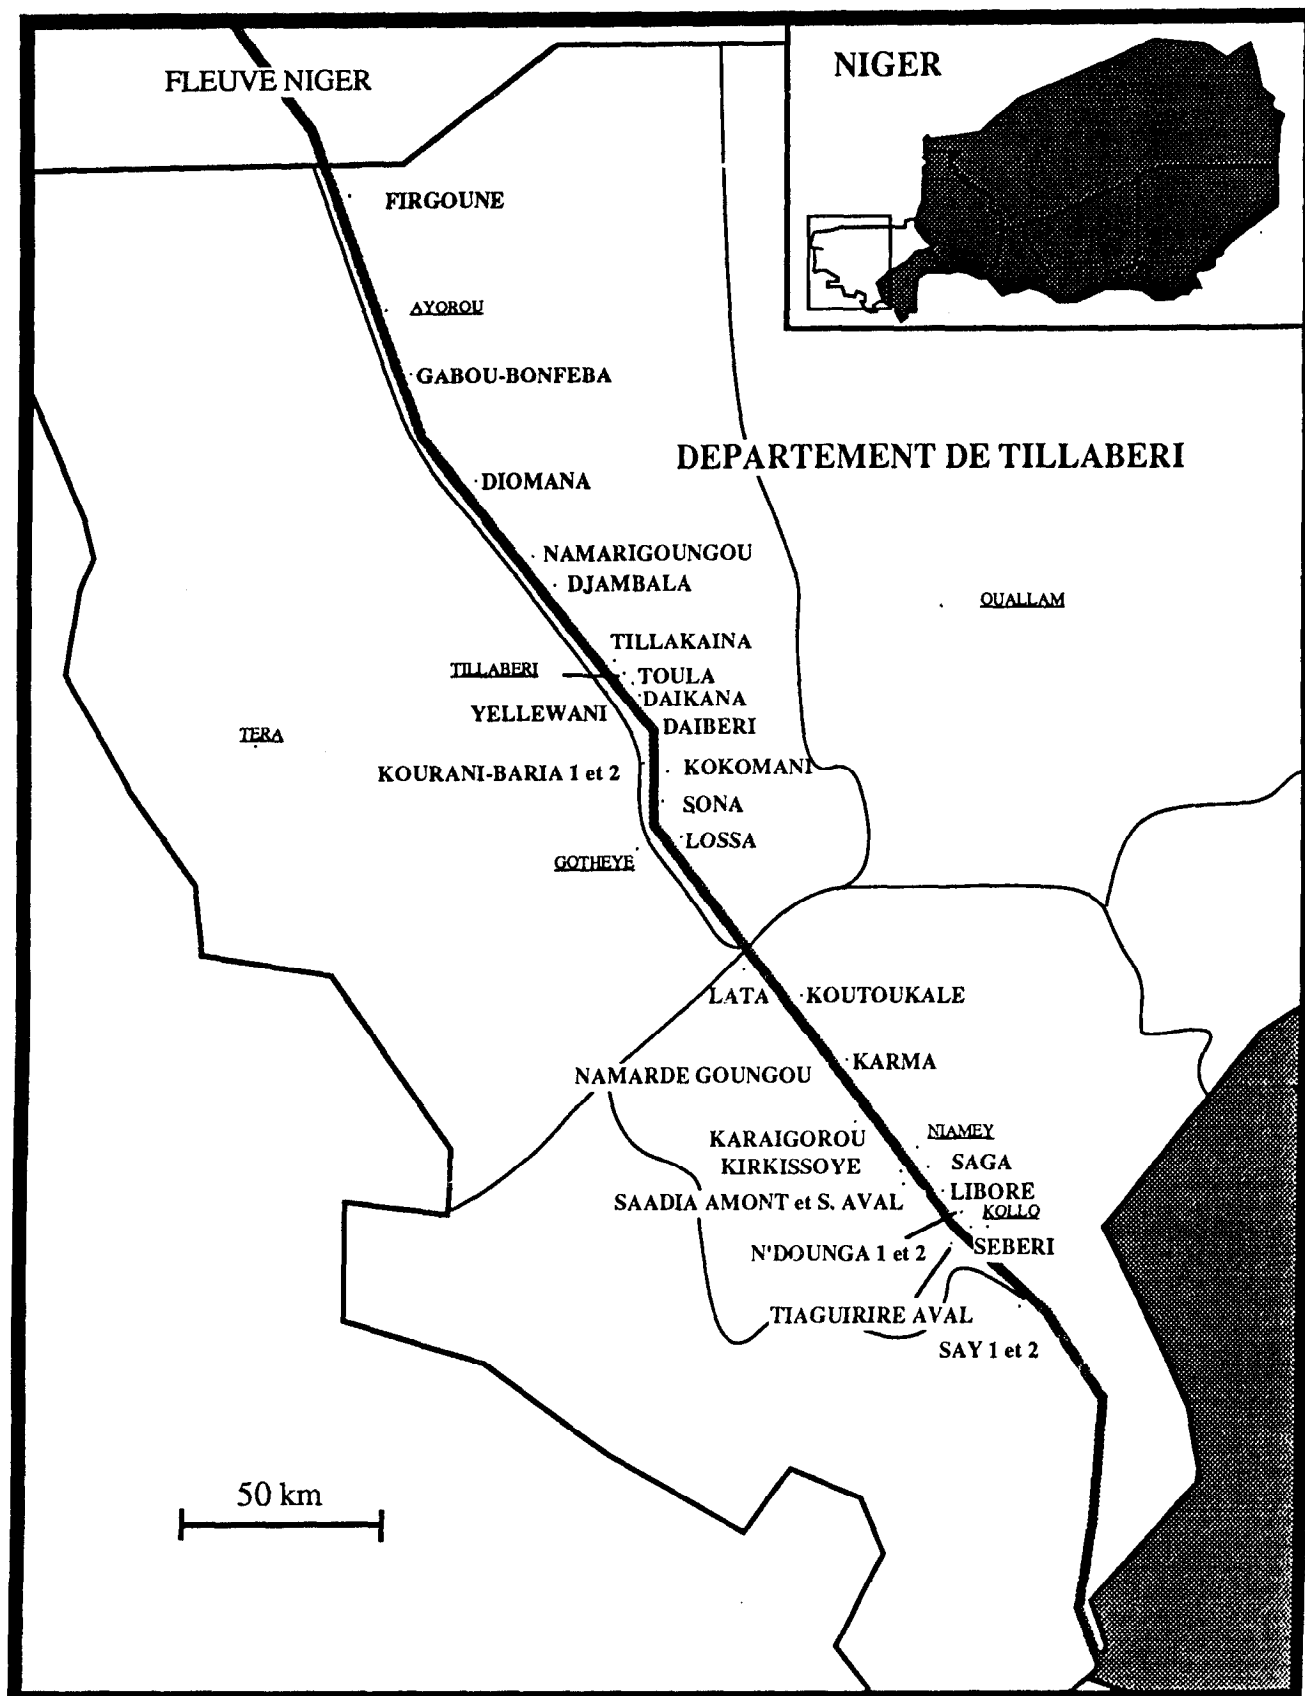 FLEUVE NIGER
NIGER
FIRGOUNE
AYOROU
GABOU-BONFEBA
DEPARTEMENT DE TILLABERI
DIOMANA
NAMARIGOUNGOU
DJAMBALA
OUALLAM
TILLAKAINA
TILLABERI
TOULA
DAIKANA
YELLEWANI
DAIBERI
TERA
KOURANI-BARIA 1 et 2
KOKOMANI
SONA
LOSSA
GOTHEYE
LATA
KOUTOUKALE
KARMA
NAMARDE GOUNGOU
NIAMEY
KARAIGOROU
SAGA
KIRKISSOYE
LIBORE
SAADIA AMONT et S. AVAL
KOLLO
SEBERI
N'DOUNGA 1 et 2
TIAGUIRIRE AVAL
SAY 1 et 2
50 km